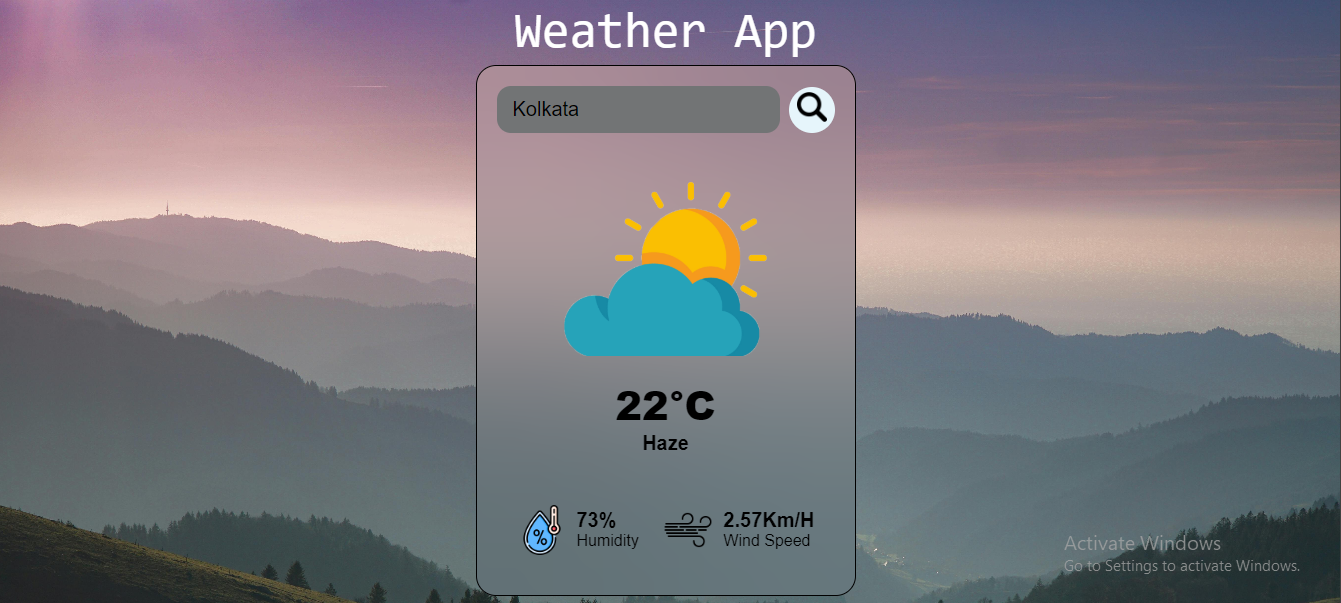 Weather App
Kolkata
22°C
Haze
%
73%
Humidity
2.57Km/H
Wind Speed
Activate Windows
Go to Settings to activate Windows.